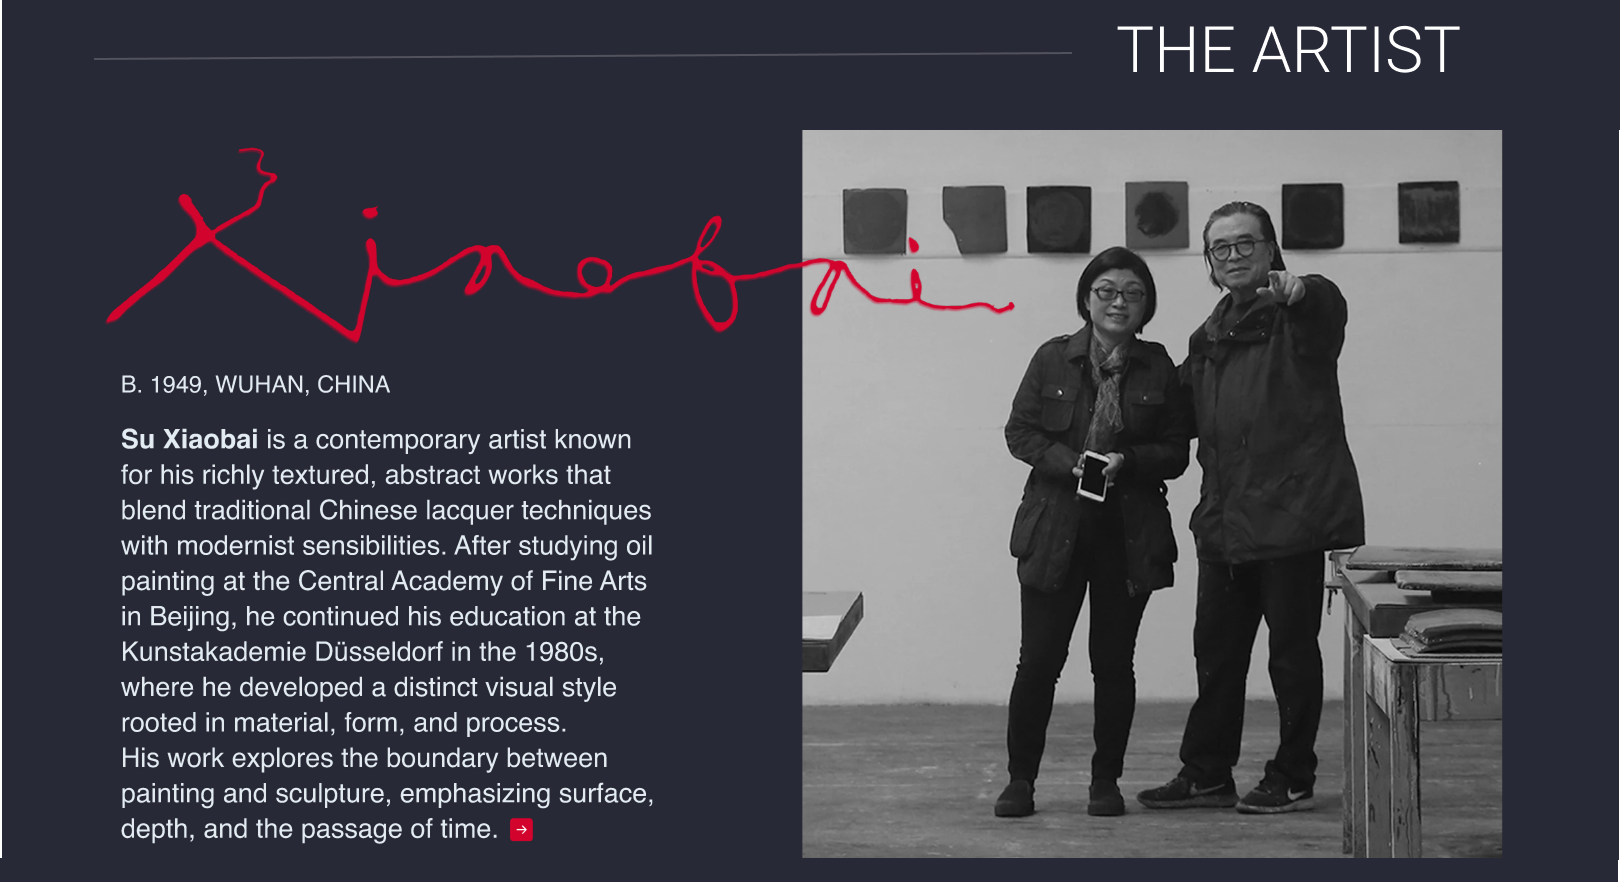 THE ARTIST
Xiaobai
B. 1949, WUHAN, CHINA
Su Xiaobai is a contemporary artist known
for his richly textured, abstract works that
blend traditional Chinese lacquer techniques
with modernist sensibilities. After studying oil
painting at the Central Academy of Fine Arts
in Beijing, he continued his education at the
Kunstakademie Düsseldorf in the 1980s,
where he developed a distinct visual style
rooted in material, form, and process.
His work explores the boundary between
painting and sculpture, emphasizing surface,
depth, and the passage of time. →